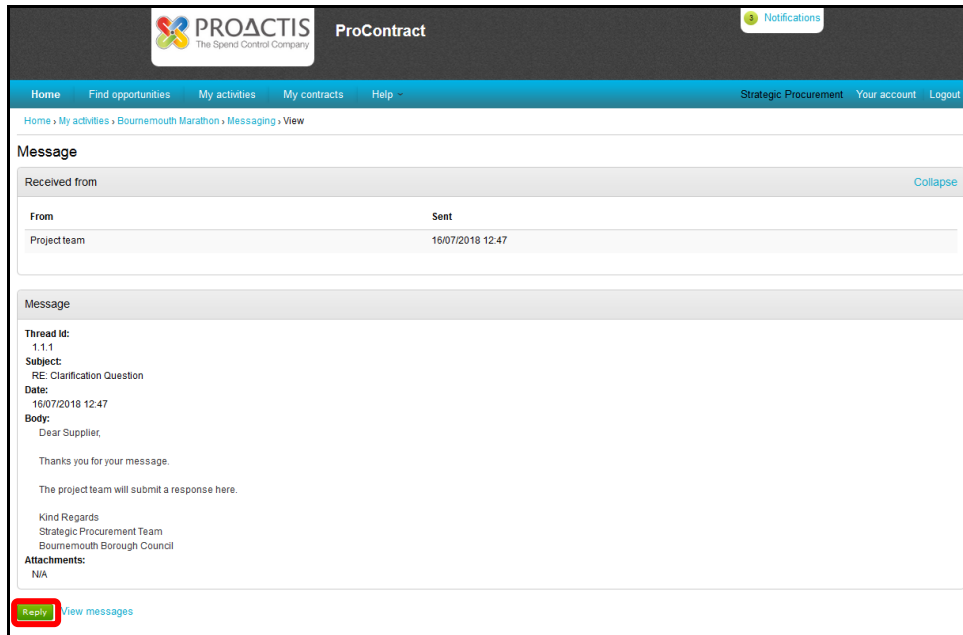 PROACTIS
The Spend Control Company
ProContract
3 Notifications
Home Find opportunities My activities My contracts Help
Strategic Procurement Your account Logout
Home › My activities › Bournemouth Marathon › Messaging › View
Message
Received from Collapse
From Sent
Project team 16/07/2018 12:47
Message
Thread Id:
1.1.1
Subject:
RE: Clarification Question
Date:
16/07/2018 12:47
Body:
Dear Supplier,
Thanks you for your message.
The project team will submit a response here.
Kind Regards
Strategic Procurement Team
Bournemouth Borough Council
Attachments:
N/A
Reply View messages